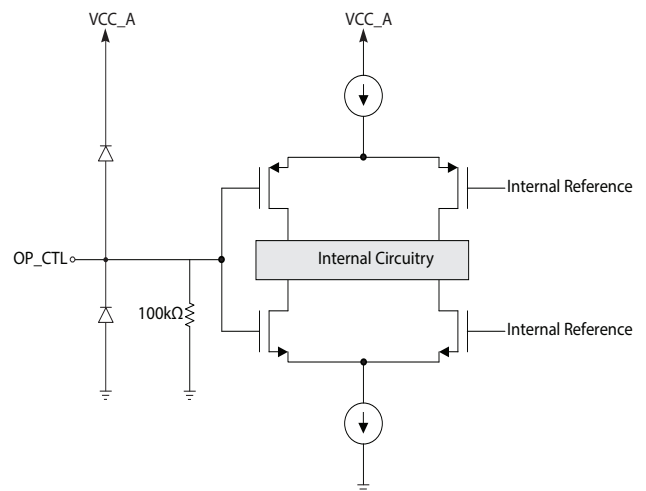 VCC_A
VCC_A
Internal Reference
OP_CTL
Internal Circuitry
100kΩ
Internal Reference